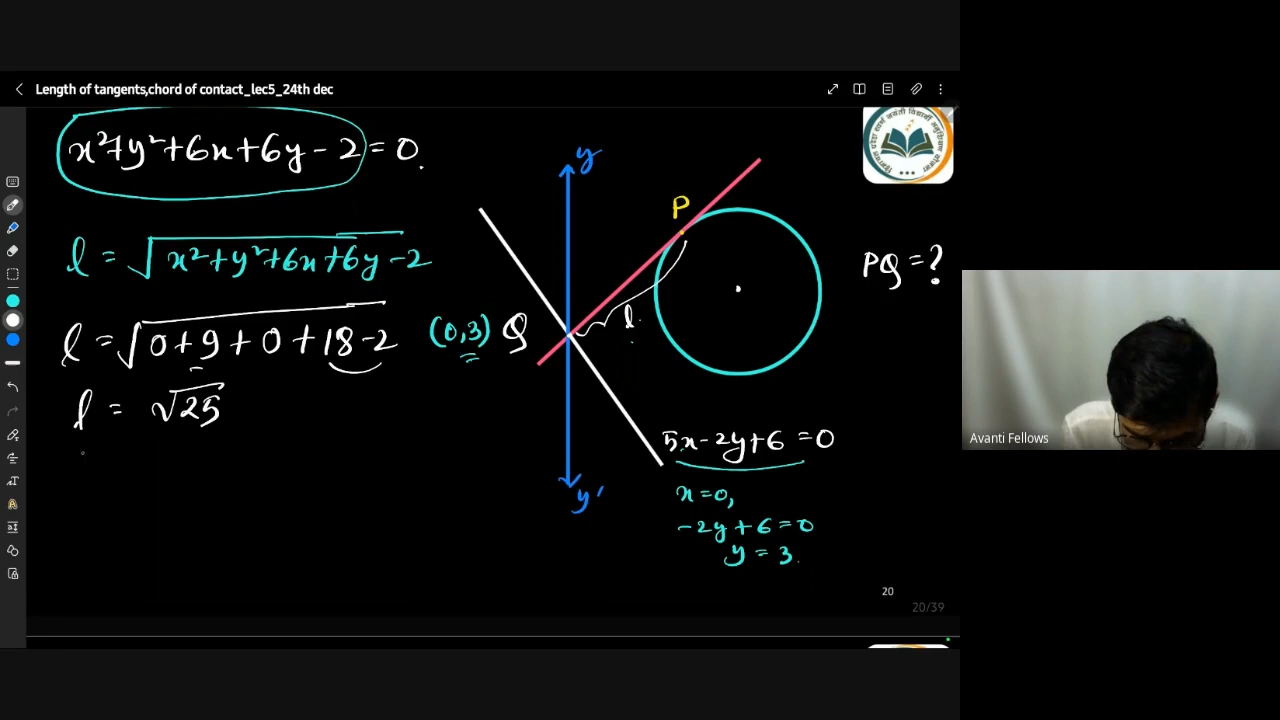 Length of tangents,chord of contact_lec5_24th dec
x²+y²+6x+6y-2=0.
l = √x²+y²+6x+6y-2
l = √0+9+0+18-2
l = √25
y
P
PQ = ?
l
(0,3) Q
5x-2y+6=0
y'
x=0,
-2y+6=0
y = 3.
20
20/39
Avanti Fellows